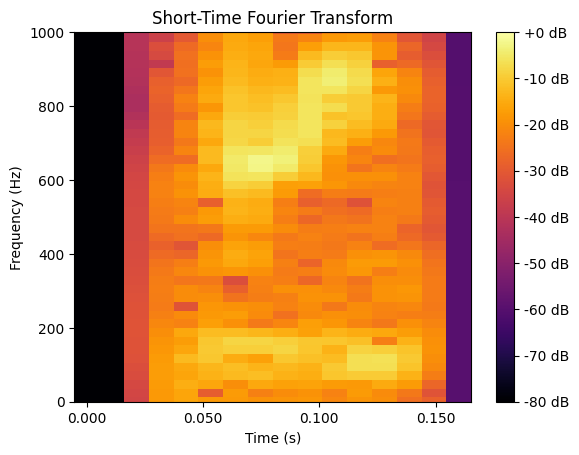 Short-Time Fourier Transform
1000
800
600
400
200
0
Frequency (Hz)
0.000
0.050
0.100
0.150
Time (s)
+0 dB
-10 dB
-20 dB
-30 dB
-40 dB
-50 dB
-60 dB
-70 dB
-80 dB